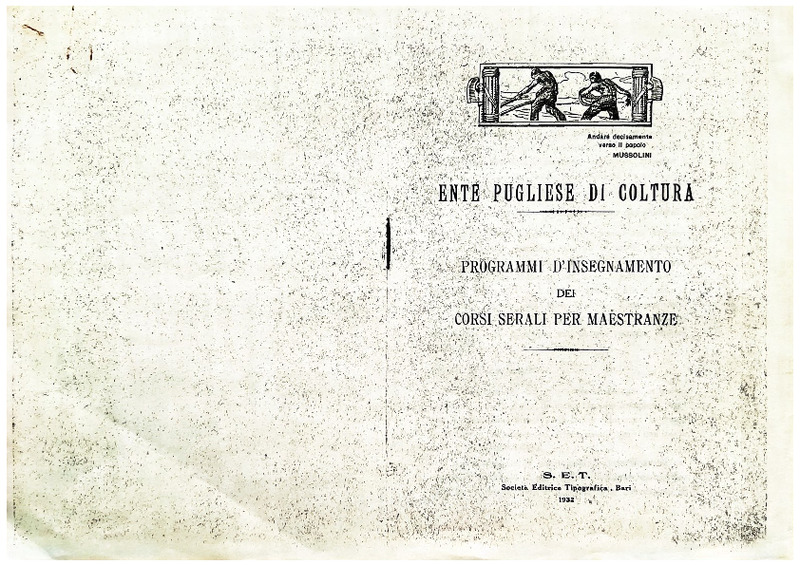 Andare decisamente
verso il popolo
MUSSOLINI
ENTE PUGLIESE DI COLTURA
PROGRAMMI D'INSEGNAMENTO
DEI
CORSI SERALI PER MAESTRANZE
S. E. T.
Società Editrice Tipografica . Bari
1932